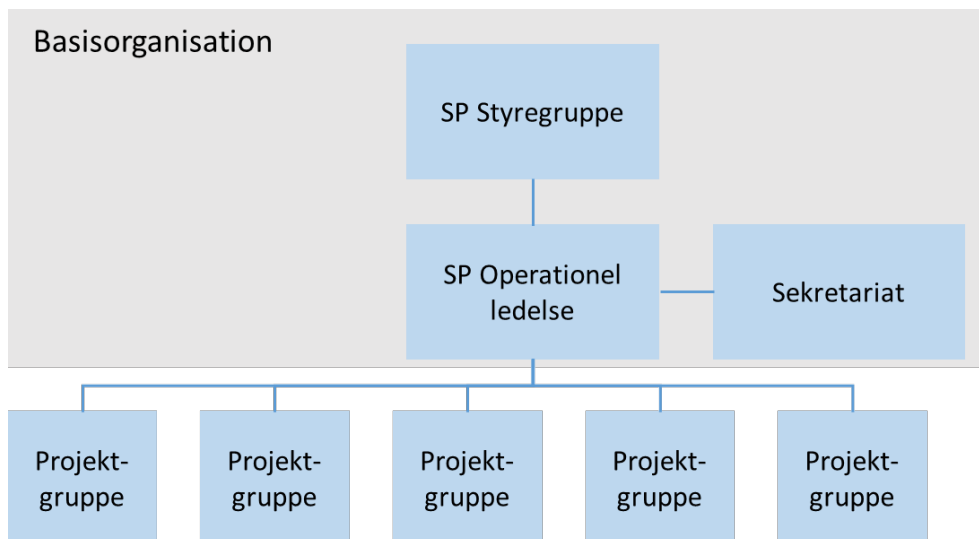 Basisorganisation
SP Styregruppe
SP Operationel
ledelse
Sekretariat
Projekt-
gruppe
Projekt-
gruppe
Projekt-
gruppe
Projekt-
gruppe
Projekt-
gruppe